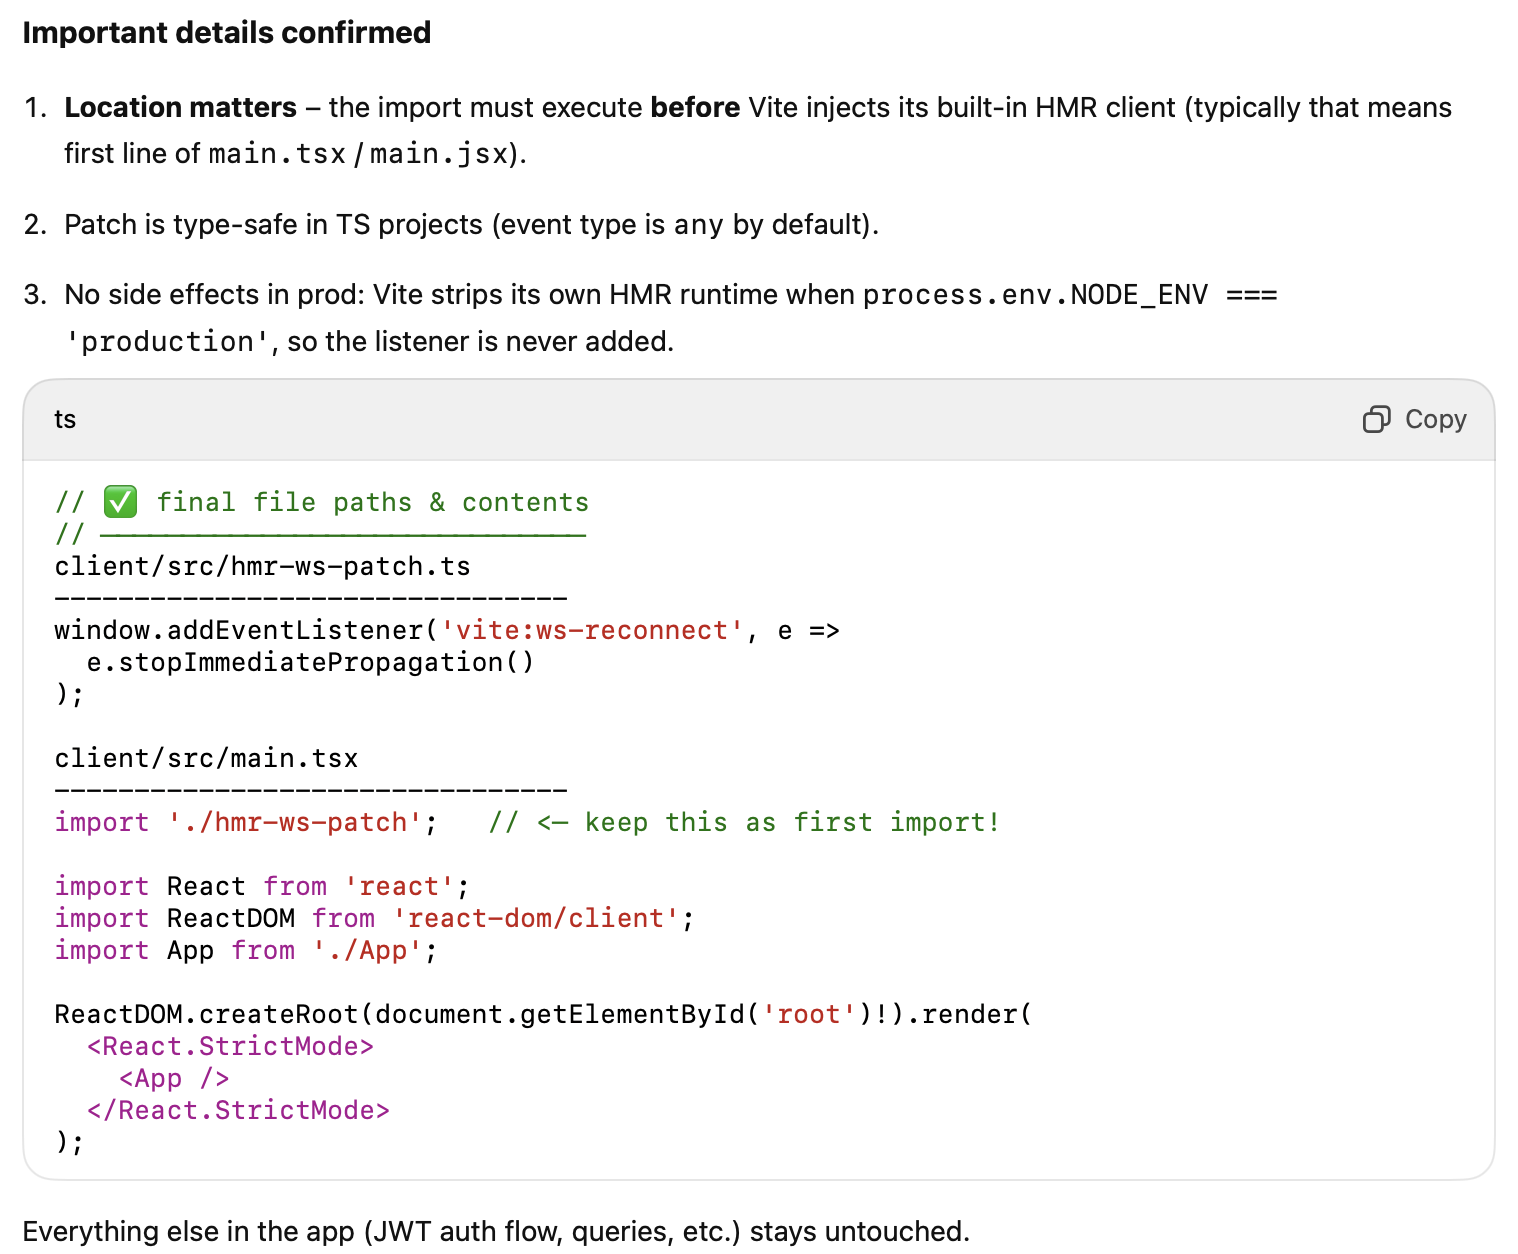 Important details confirmed
1. Location matters – the import must execute before Vite injects its built-in HMR client (typically that means
first line of main.tsx / main.jsx).
2. Patch is type-safe in TS projects (event type is any by default).
3. No side effects in prod: Vite strips its own HMR runtime when process.env.NODE_ENV ===
'production', so the listener is never added.
ts
Copy
// ✅ final file paths & contents
// ──────────────────────────────
client/src/hmr-ws-patch.ts
--------------------------------
window.addEventListener('vite:ws-reconnect', e =>
  e.stopImmediatePropagation()
);
client/src/main.tsx
--------------------------------
import './hmr-ws-patch';   // <— keep this as first import!
import React from 'react';
import ReactDOM from 'react-dom/client';
import App from './App';
ReactDOM.createRoot(document.getElementById('root')!).render(
  <React.StrictMode>
    <App />
  </React.StrictMode>
);
Everything else in the app (JWT auth flow, queries, etc.) stays untouched.